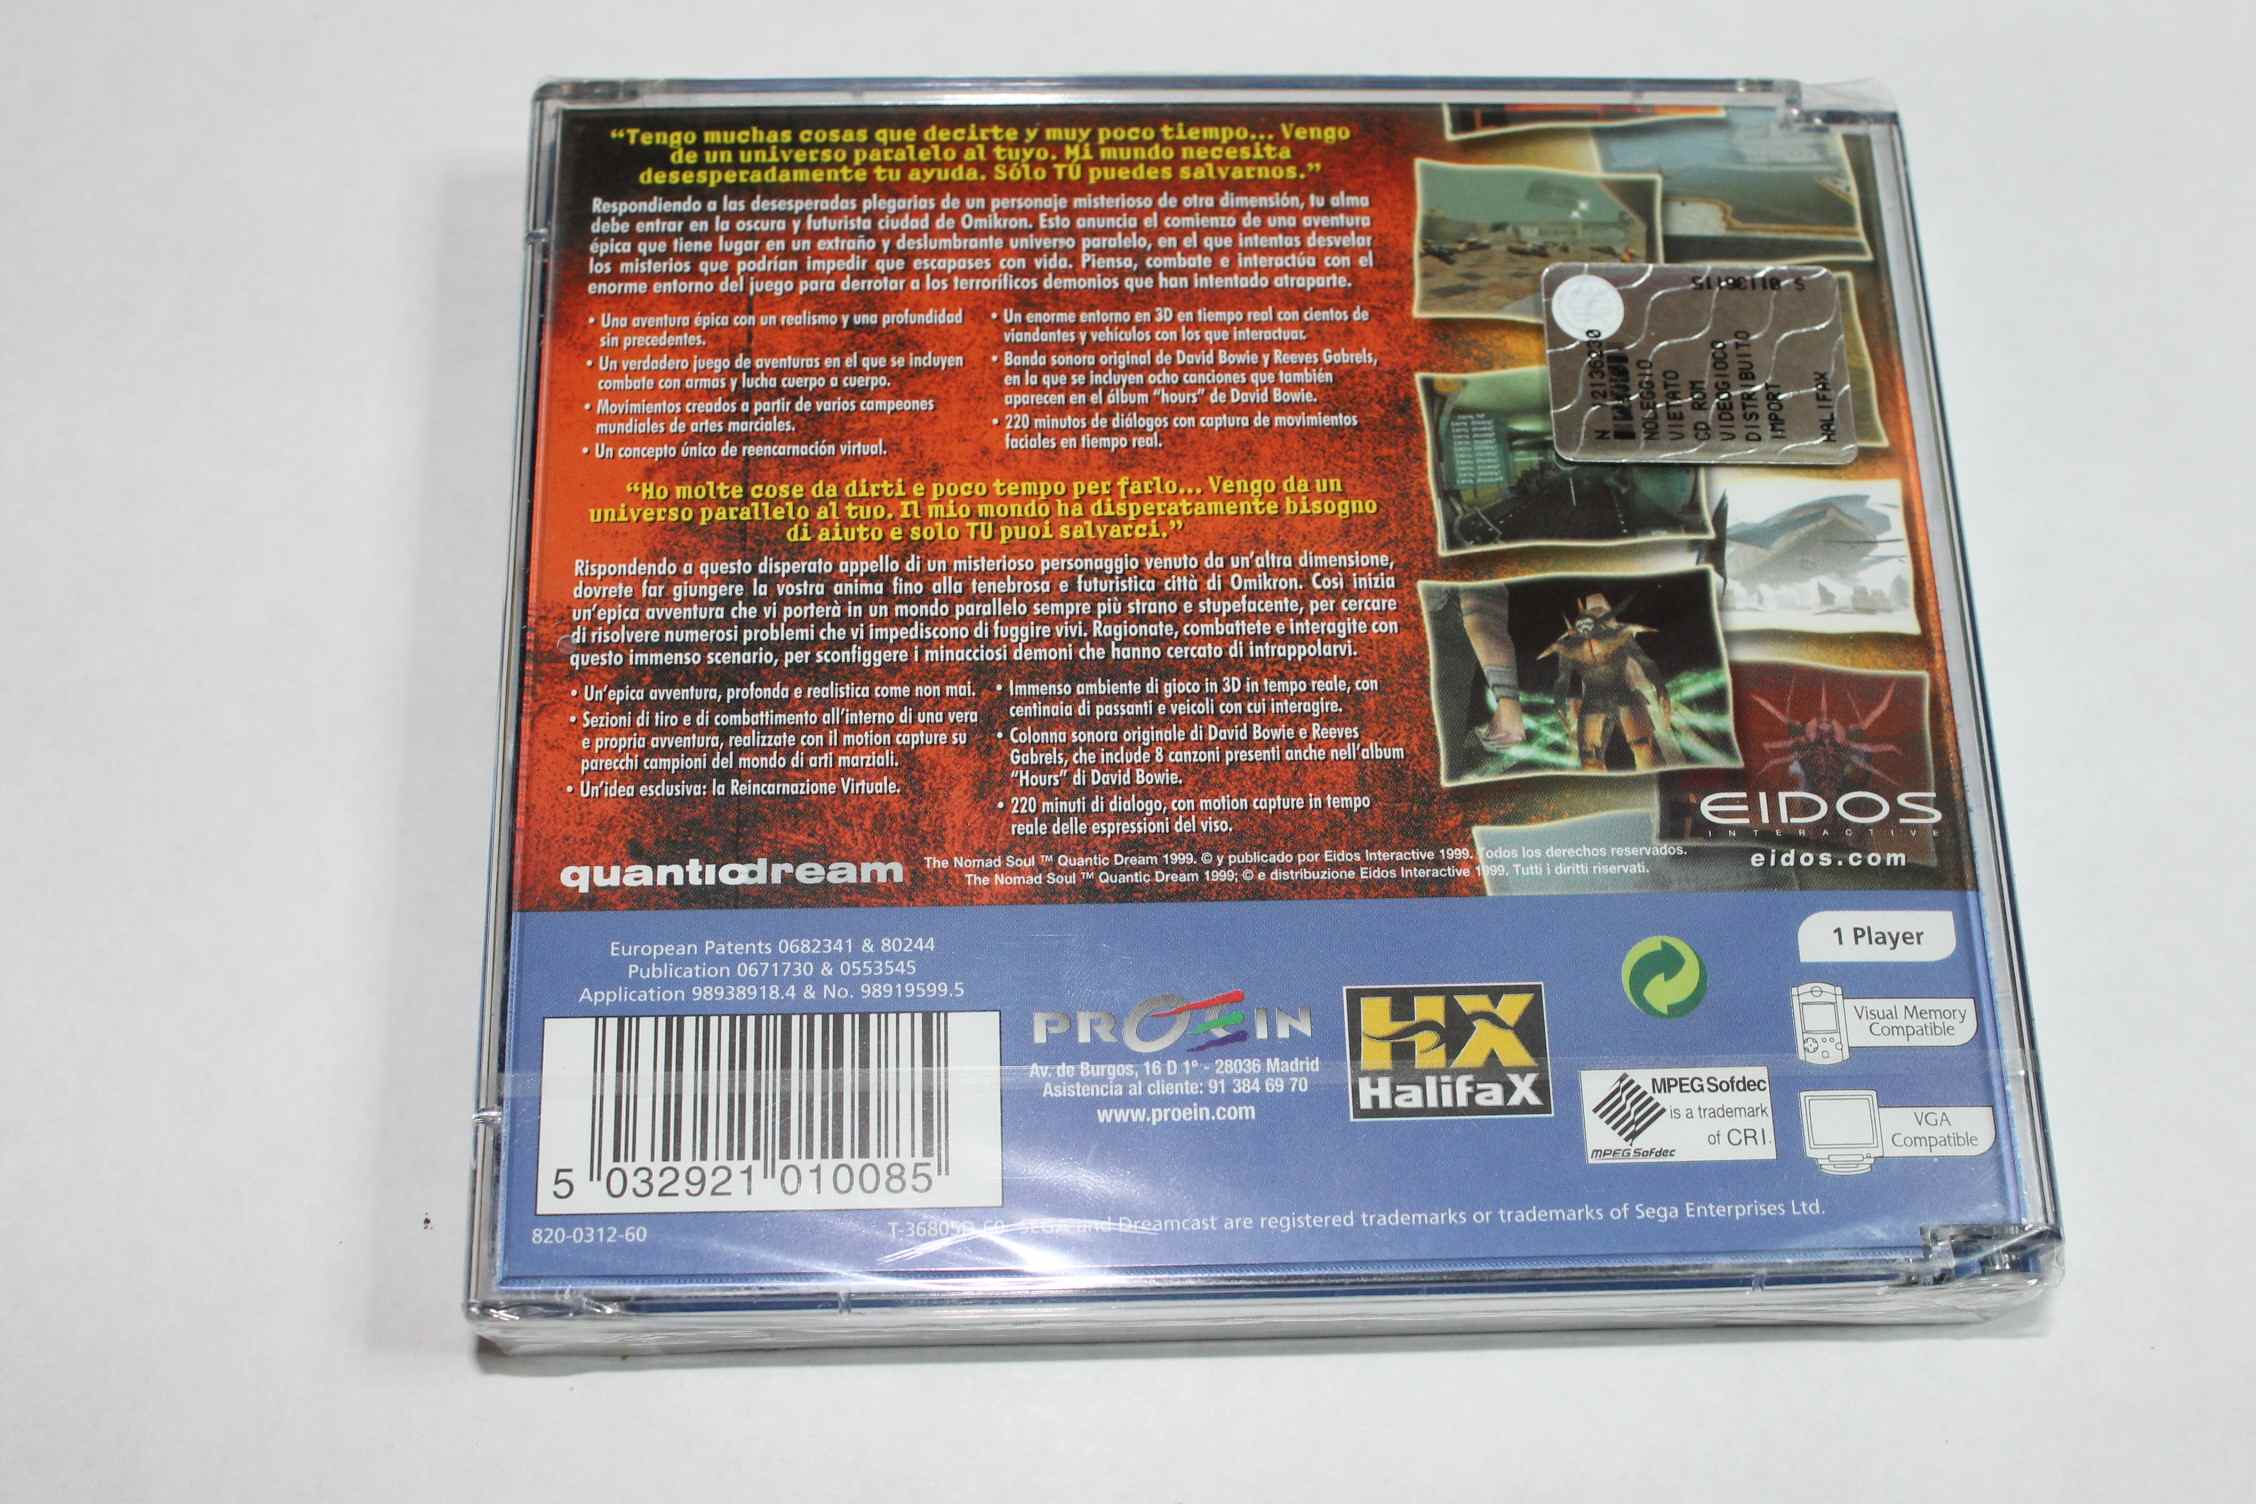 “Tengo muchas cosas que decirte y muy poco tiempo... Vengo
de un universo paralelo al tuyo. Mi mundo necesita
desesperadamente tu ayuda. Sólo TÚ puedes salvarnos.”
Respondiendo a las desesperadas plegarias de un personaje misterioso de otra dimensión, tu alma
debe entrar en la oscura y futurista ciudad de Omikron. Esto anuncia el comienzo de una aventura
épica que tiene lugar en un extraño y deslumbrante universo paralelo, en el que intentas desvelar
los misterios que podrían impedir que escapases con vida. Piensa, combate e interactúa con el
enorme entorno del juego para derrotar a los terroríficos demonios que han intentado atraparte.
• Una aventura épica con un realismo y una profundidad
sin precedentes.
• Un verdadero juego de aventuras en el que se incluyen
combate con armas y lucha cuerpo a cuerpo.
• Movimientos creados a partir de varios campeones
mundiales de artes marciales.
• Un concepto único de reencarnación virtual.
• Un enorme entorno en 3D en tiempo real con cientos de
viandantes y vehículos con los que interactuar.
• Banda sonora original de David Bowie y Reeves Gabrels,
en la que se incluyen ocho canciones que también
aparecen en el álbum “hours” de David Bowie.
• 220 minutos de diálogos con captura de movimientos
faciales en tiempo real.
“Ho molte cose da dirti e poco tempo per farlo... Vengo da un
universo parallelo al tuo. Il mio mondo ha disperatamente bisogno
di aiuto e solo TU puoi salvarci.”
Rispondendo a questo disperato appello di un misterioso personaggio venuto da un’altra dimensione,
dovrete far giungere la vostra anima fino alla tenebrosa e futuristica città di Omikron. Così inizia
un’epica avventura che vi porterà in un mondo parallelo sempre più strano e stupefacente, per cercare
di risolvere numerosi problemi che vi impediscono di fuggire vivi. Ragionate, combattete e interagite con
questo immenso scenario, per sconfiggere i minacciosi demoni che hanno cercato di intrappolarvi.
• Un’epica avventura, profonda e realistica come non mai.
• Sezioni di tiro e di combattimento all’interno di una vera
e propria avventura, realizzate con il motion capture su
parecchi campioni del mondo di arti marziali.
• Un’idea esclusiva: la Reincarnazione Virtuale.
• Immenso ambiente di gioco in 3D in tempo reale, con
centinaia di passanti e veicoli con cui interagire.
• Colonna sonora originale di David Bowie e Reeves
Gabrels, che include 8 canzoni presenti anche nell’album
“Hours” di David Bowie.
• 220 minuti di dialogo, con motion capture in tempo
reale delle espressioni del viso.
N 12136230
NOLEGGIO
VIETATO
CD ROM
VIDEOGIOCO
DISTRIBUITO
IMPORT
HALIFAX
EIDOS
INTERACTIVE
eidos.com
quanticdream
The Nomad Soul ™ Quantic Dream 1999. © y publicado por Eidos Interactive 1999. Todos los derechos reservados.
The Nomad Soul ™ Quantic Dream 1999; © e distribuzione Eidos Interactive 1999. Tutti i diritti riservati.
European Patents 0682341 & 80244
Publication 0671730 & 0553545
Application 98938918.4 & No. 98919599.5
5 032921 010085
820-0312-60
PROEIN
Av. de Burgos, 16 D 1º - 28036 Madrid
Asistencia al cliente: 91 384 69 70
www.proein.com
HX
HalifaX
MPEG Sofdec
is a trademark
of CRI.
MPEG Sofdec
1 Player
Visual Memory
Compatible
VGA
Compatible
T-36805D-60 SEGA and Dreamcast are registered trademarks or trademarks of Sega Enterprises Ltd.